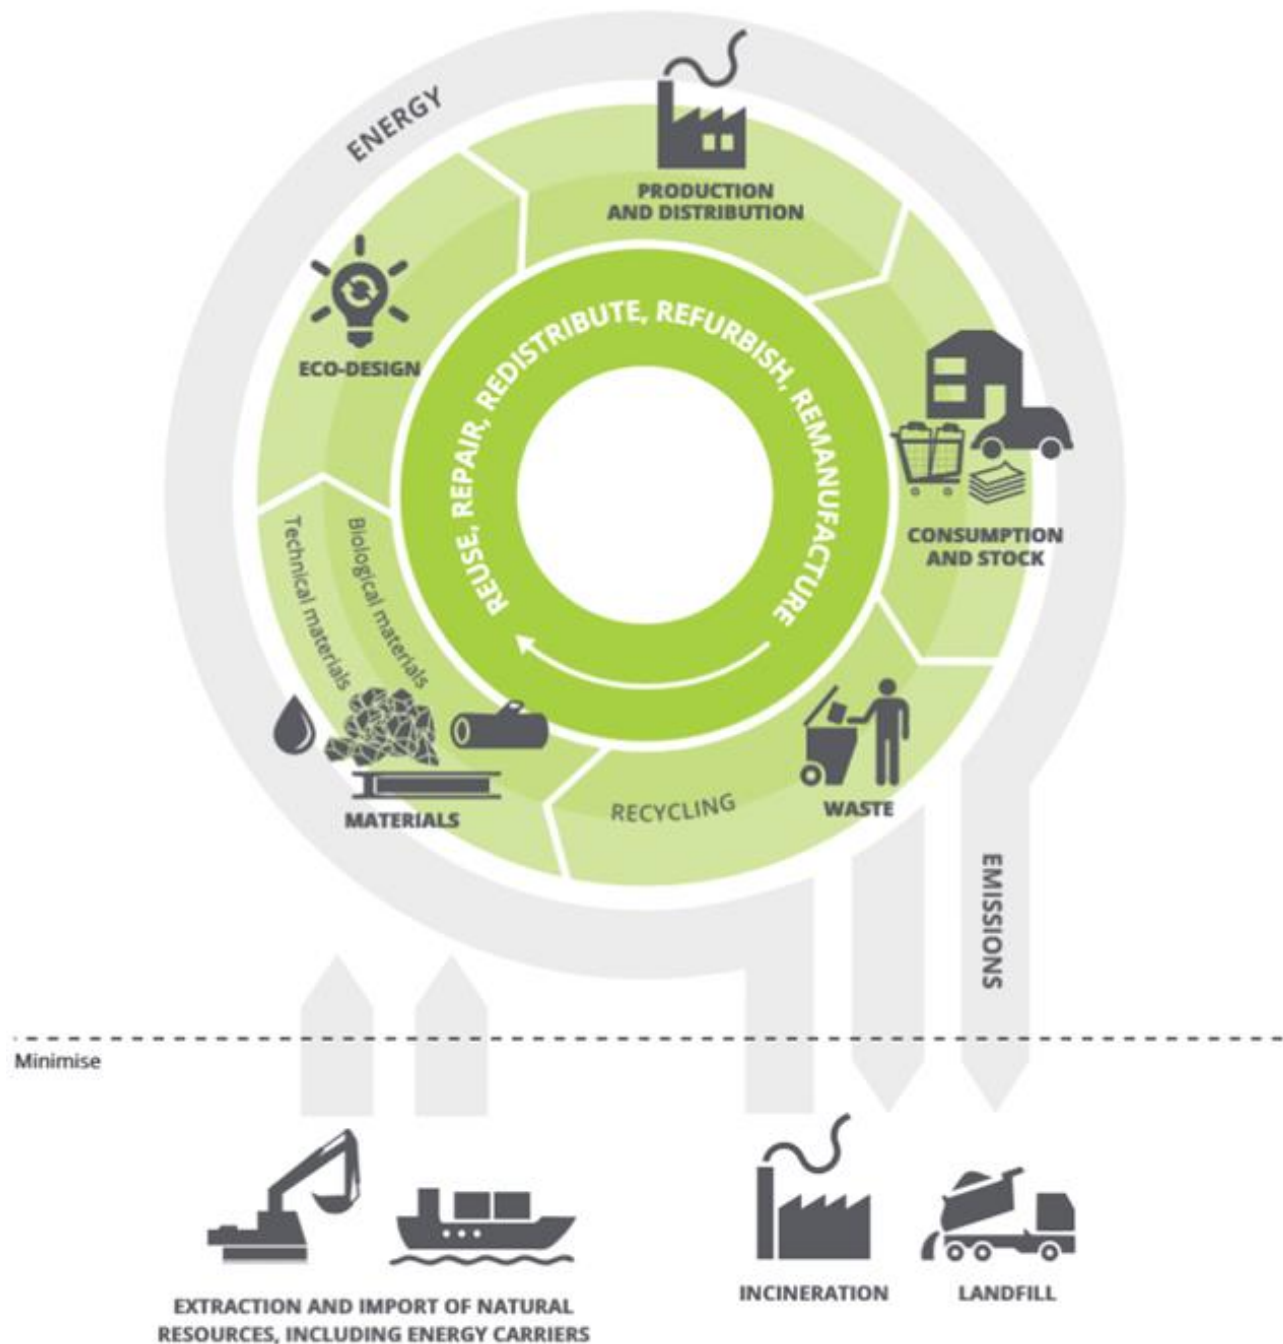 ENERGY
PRODUCTION
AND DISTRIBUTION
ECO-DESIGN
REUSE, REPAIR, REDISTRIBUTE, REFURBISH, REMANUFACTURE
CONSUMPTION
AND STOCK
Technical materials
Biological materials
MATERIALS
RECYCLING
WASTE
EMISSIONS
Minimise
EXTRACTION AND IMPORT OF NATURAL
RESOURCES, INCLUDING ENERGY CARRIERS
INCINERATION
LANDFILL